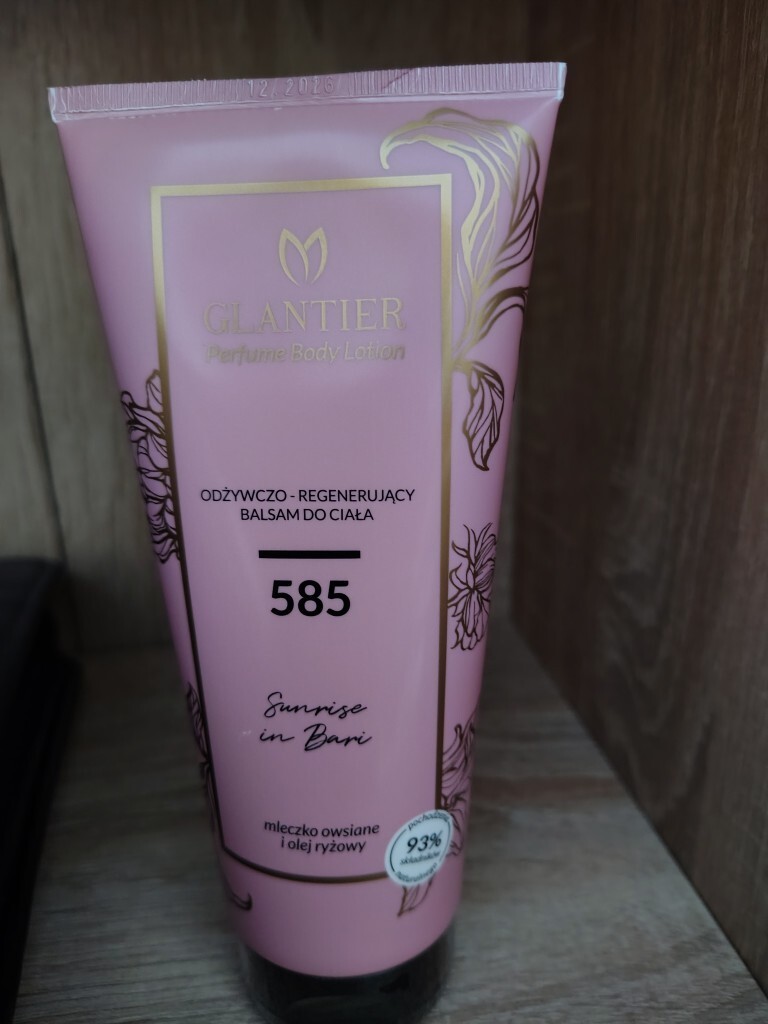 12/2026
GLANTIER
Perfume Body Lotion
ODŻYWCZO - REGENERUJĄCY
BALSAM DO CIAŁA
585
Sunrise
in Bari
mleczko owsiane
i olej ryżowy
93%
składników